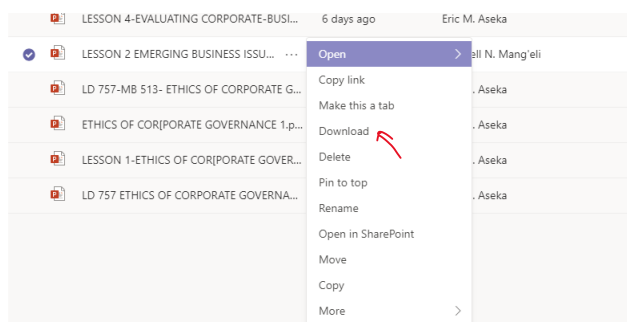 LESSON 4-EVALUATING CORPORATE-BUSI... 6 days ago Eric M. Aseka
LESSON 2 EMERGING BUSINESS ISSU... ... Open ell N. Mang'eli
Copy link
LD 757-MB 513- ETHICS OF CORPORATE G... . Aseka
Make this a tab
ETHICS OF COR[PORATE GOVERNANCE 1.p... . Aseka
Download
LESSON 1-ETHICS OF COR[PORATE GOVER... . Aseka
Delete
Pin to top
LD 757 ETHICS OF CORPORATE GOVERNA... . Aseka
Rename
Open in SharePoint
Move
Copy
More